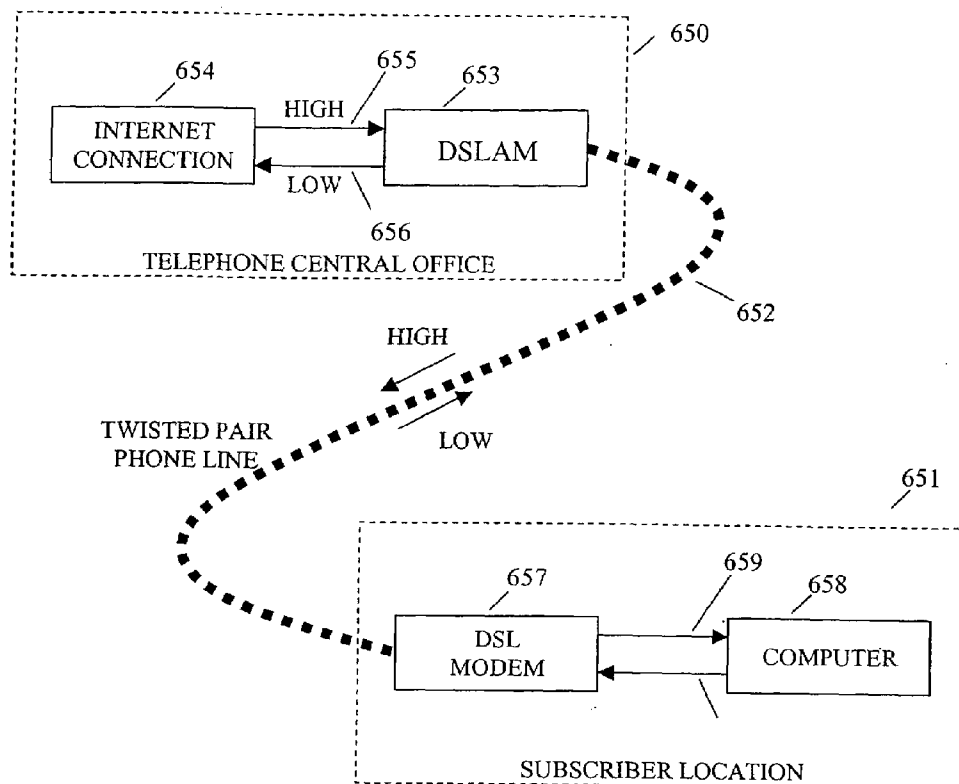 650
654
655
653
HIGH
INTERNET
CONNECTION
DSLAM
LOW
656
TELEPHONE CENTRAL OFFICE
652
HIGH
LOW
TWISTED PAIR
PHONE LINE
651
657
659
658
DSL
MODEM
COMPUTER
SUBSCRIBER LOCATION